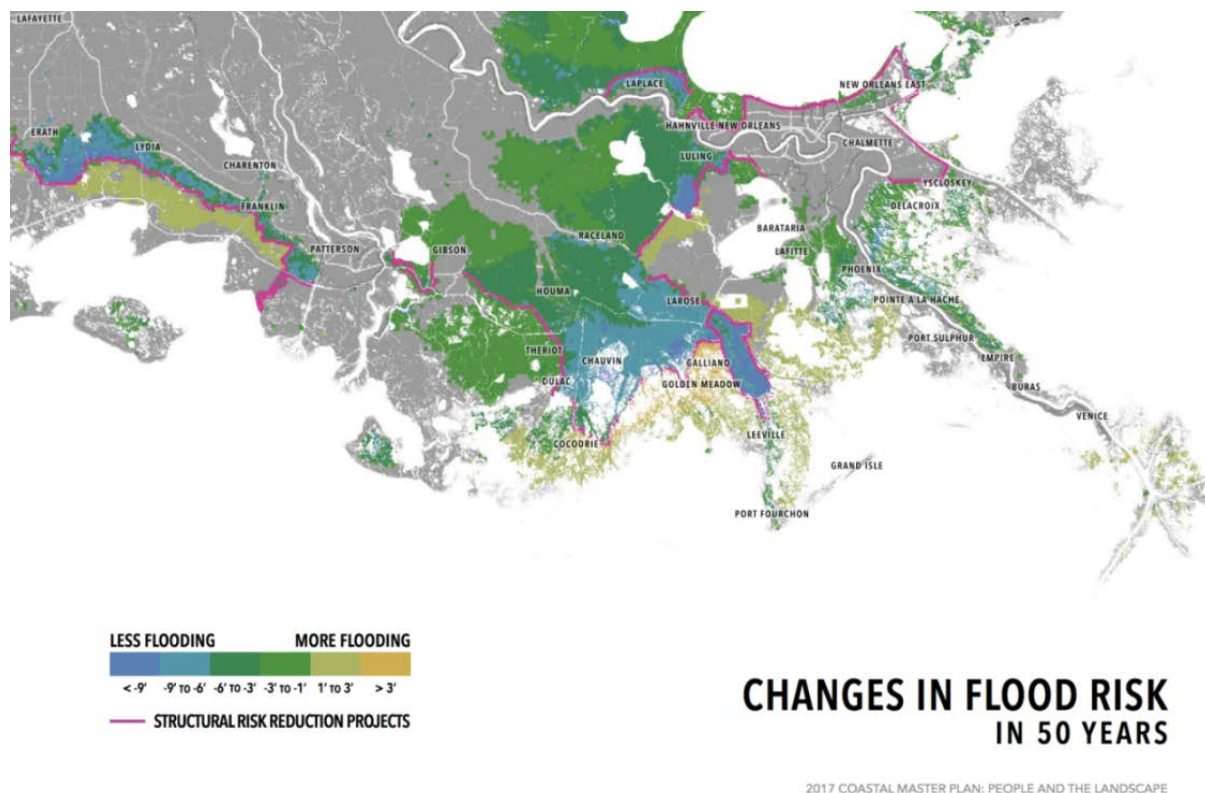 LAFAYETTE
LAPLACE
NEW ORLEANS EAST
ERATH
HAHNVILLE NEW ORLEANS
LYDIA
CHALMETTE
LULING
CHARENTON
YSCLOSKEY
DELACROIX
FRANKLIN
BARATARIA
RACELAND
PATTERSON
GIBSON
LAFITTE
PHOENIX
HOUMA
LAROSE
POINTE A LA HACHE
PORT SULPHUR
THERIOT
CHAUVIN
GALLIANO
EMPIRE
DULAC
GOLDEN MEADOW
BURAS
VENICE
LEEVILLE
COCODRIE
GRAND ISLE
PORT FOURCHON
LESS FLOODING MORE FLOODING
< -9' -9' TO -6' -6' TO -3' -3' TO -1' 1' TO 3' > 3'
STRUCTURAL RISK REDUCTION PROJECTS
CHANGES IN FLOOD RISK
IN 50 YEARS
2017 COASTAL MASTER PLAN: PEOPLE AND THE LANDSCAPE